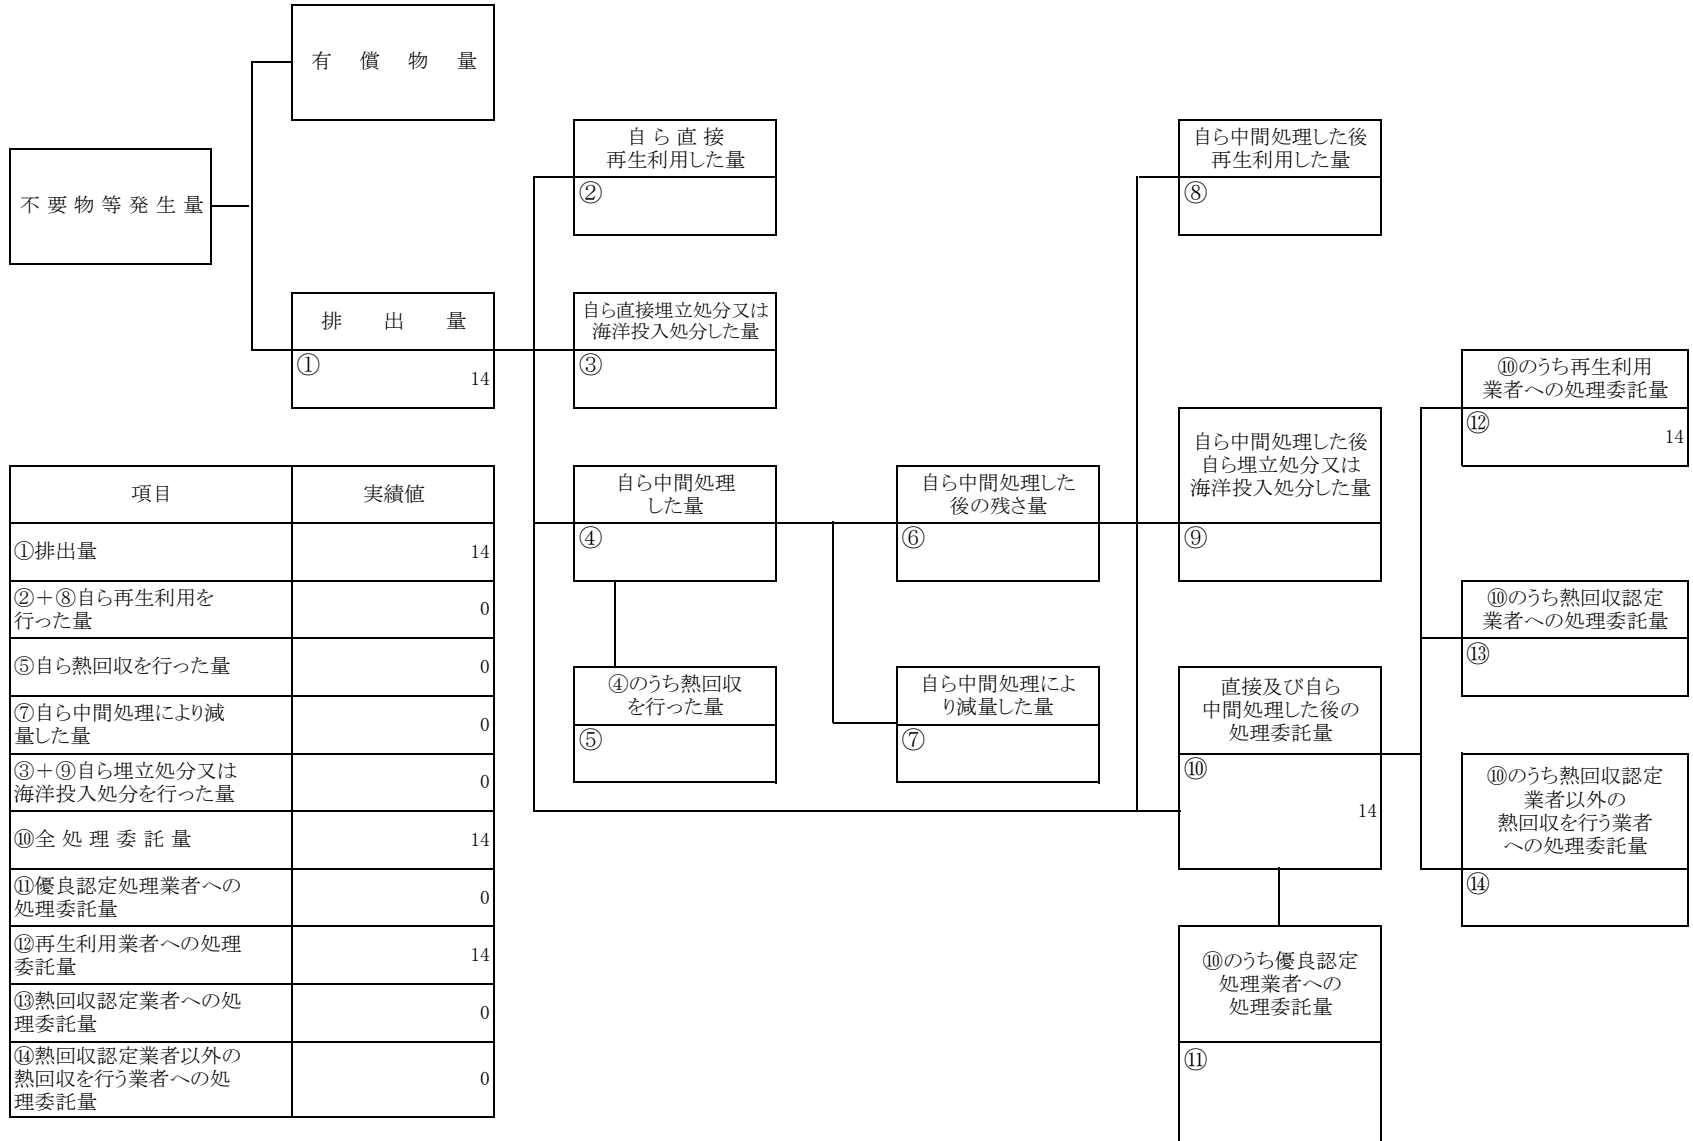 有償物量
不要物等発生量
排出量
①
14
自ら直接
再生利用した量
②
自ら直接埋立処分又は
海洋投入処分した量
③
自ら中間処理
した量
④
④のうち熱回収
を行った量
⑤
自ら中間処理した
後の残さ量
⑥
自ら中間処理によ
り減量した量
⑦
自ら中間処理した後
再生利用した量
⑧
自ら中間処理した後
自ら埋立処分又は
海洋投入処分した量
⑨
直接及び自ら
中間処理した後の
処理委託量
⑩
14
⑩のうち優良認定
処理業者への
処理委託量
⑪
⑩のうち再生利用
業者への処理委託量
⑫
14
⑩のうち熱回収認定
業者への処理委託量
⑬
⑩のうち熱回収認定
業者以外の
熱回収を行う業者
への処理委託量
⑭
項目 実績値
①排出量 14
②+⑧自ら再生利用を
行った量 0
⑤自ら熱回収を行った量 0
⑦自ら中間処理により減
量した量 0
③+⑨自ら埋立処分又は
海洋投入処分を行った量 0
⑩全処理委託量 14
⑪優良認定処理業者への
処理委託量 0
⑫再生利用業者への処理
委託量 14
⑬熱回収認定業者への処
理委託量 0
⑭熱回収認定業者以外の
熱回収を行う業者への処 0
理委託量